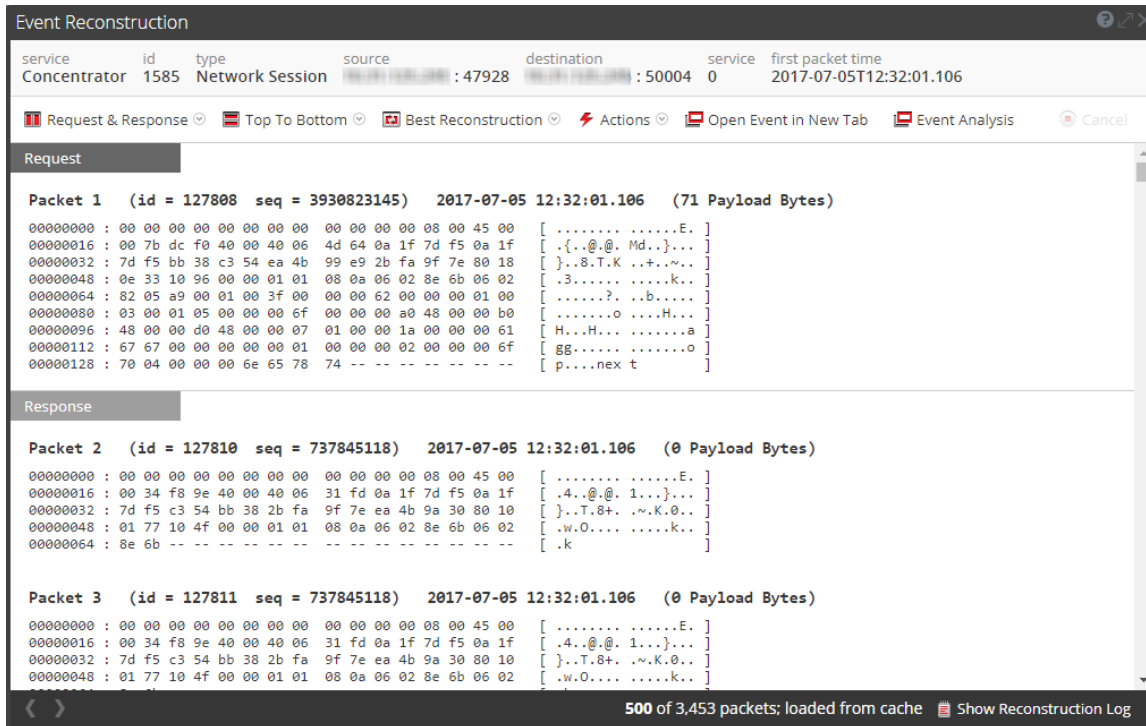 Event Reconstruction
service id type source destination service first packet time
Concentrator 1585 Network Session : 47928 : 50004 0 2017-07-05T12:32:01.106
Request & Response Top To Bottom Best Reconstruction Actions Open Event in New Tab Event Analysis Cancel
Request
Packet 1 (id = 127808 seq = 3930823145) 2017-07-05 12:32:01.106 (71 Payload Bytes)
00000000 : 00 00 00 00 00 00 00 00 00 00 00 00 08 00 45 00 [ ........ ......E. ]
00000016 : 00 7b dc f0 40 00 40 06 4d 64 0a 1f 7d f5 0a 1f [ .{..@.@. Md..}... ]
00000032 : 7d f5 bb 38 c3 54 ea 4b 99 e9 2b fa 9f 7e 80 18 [ }..8.T.K ..+..~.. ]
00000048 : 0e 33 10 96 00 00 01 01 08 0a 06 02 8e 6b 06 02 [ .3...... .....k.. ]
00000064 : 82 05 a9 00 01 00 3f 00 00 00 62 00 00 00 01 00 [ ......?. ..b..... ]
00000080 : 03 00 01 05 00 00 00 6f 00 00 00 a0 48 00 00 b0 [ .......o ....H... ]
00000096 : 48 00 00 d0 48 00 00 07 01 00 00 1a 00 00 00 61 [ H...H... .......a ]
00000112 : 67 67 00 00 00 00 00 01 00 00 00 02 00 00 00 6f [ gg...... .......o ]
00000128 : 70 04 00 00 00 6e 65 78 74 -- -- -- -- -- -- -- [ p....nex t ]
Response
Packet 2 (id = 127810 seq = 737845118) 2017-07-05 12:32:01.106 (0 Payload Bytes)
00000000 : 00 00 00 00 00 00 00 00 00 00 00 00 08 00 45 00 [ ........ ......E. ]
00000016 : 00 34 f8 9e 40 00 40 06 31 fd 0a 1f 7d f5 0a 1f [ .4..@.@. 1...}... ]
00000032 : 7d f5 c3 54 bb 38 2b fa 9f 7e ea 4b 9a 30 80 10 [ }..T.8+. .~.K.0.. ]
00000048 : 01 77 10 4f 00 00 01 01 08 0a 06 02 8e 6b 06 02 [ .w.O.... .....k.. ]
00000064 : 8e 6b -- -- -- -- -- -- -- -- -- -- -- -- -- -- [ .k ]
Packet 3 (id = 127811 seq = 737845118) 2017-07-05 12:32:01.106 (0 Payload Bytes)
00000000 : 00 00 00 00 00 00 00 00 00 00 00 00 08 00 45 00 [ ........ ......E. ]
00000016 : 00 34 f8 9e 40 00 40 06 31 fd 0a 1f 7d f5 0a 1f [ .4..@.@. 1...}... ]
00000032 : 7d f5 c3 54 bb 38 2b fa 9f 7e ea 4b 9a 30 80 10 [ }..T.8+. .~.K.0.. ]
00000048 : 01 77 10 4f 00 00 01 01 08 0a 06 02 8e 6b 06 02 [ .w.O.... .....k.. ]
500 of 3,453 packets; loaded from cache Show Reconstruction Log